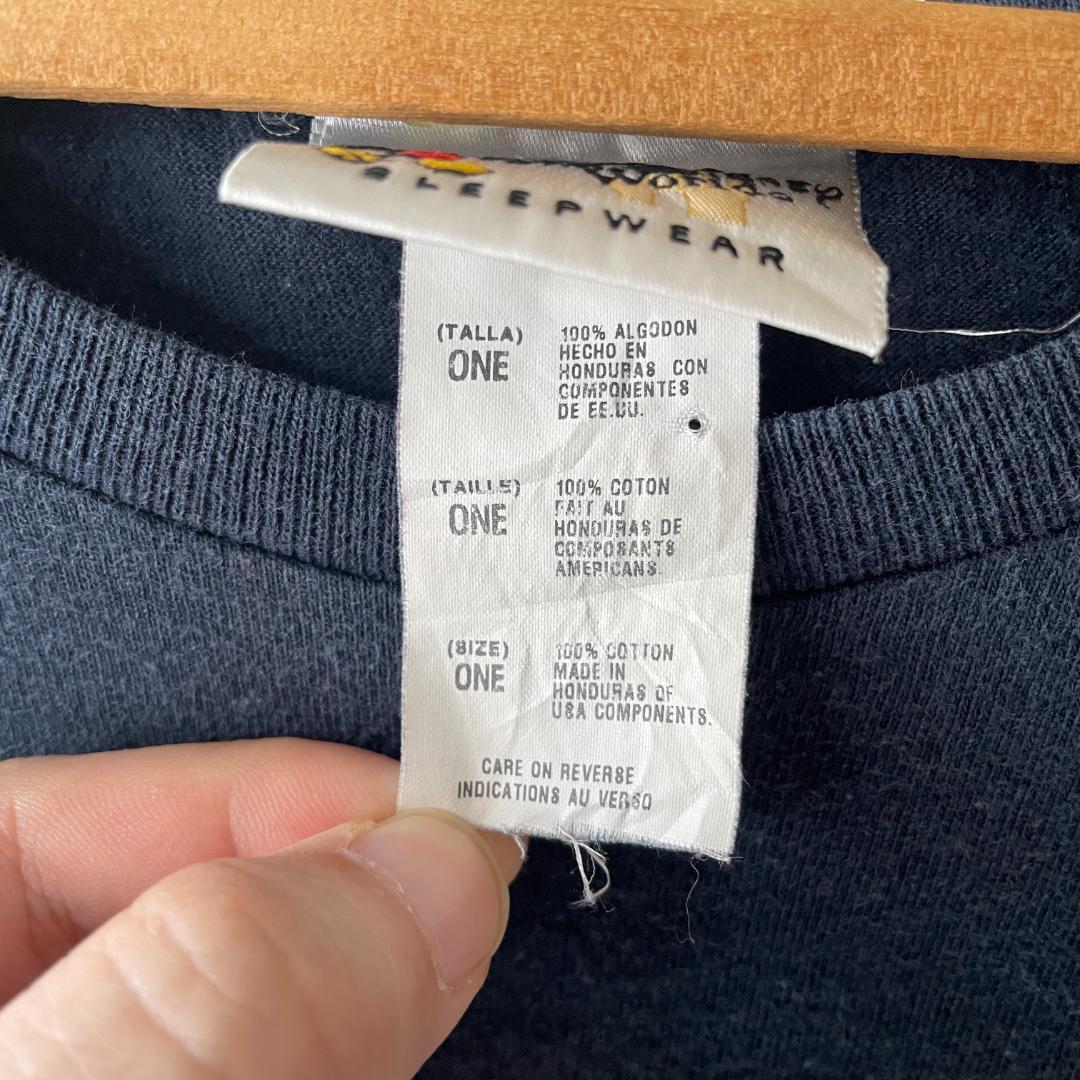 SLEEPWEAR
(TALLA)
ONE
100% ALGODON
HECHO EN
HONDURAS CON
COMPONENTES
DE EE.UU.
(TAILLE)
ONE
100% COTON
FAIT AU
HONDURAS DE
COMPOSANTS
AMERICANS.
(SIZE)
ONE
100% COTTON
MADE IN
HONDURAS OF
USA COMPONENTS.
CARE ON REVERSE
INDICATIONS AU VERSO